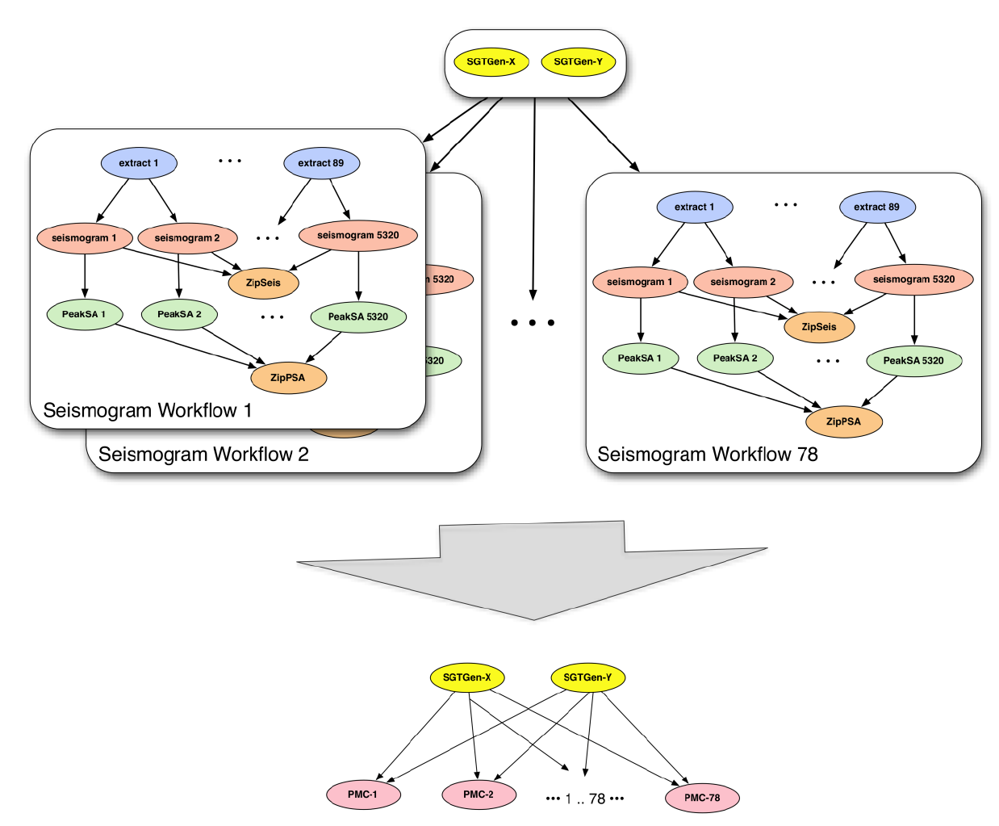 SGTGen-X SGTGen-Y
extract 1 ... extract 89
seismogram 1 seismogram 2 ... seismogram 5320
ZipSeis
PeakSA 1 PeakSA 2 ... PeakSA 5320
ZipPSA
Seismogram Workflow 1
5320
5320
Seismogram Workflow 2
...
extract 1 ... extract 89
seismogram 1 seismogram 2 ... seismogram 5320
ZipSeis
PeakSA 1 PeakSA 2 ... PeakSA 5320
ZipPSA
Seismogram Workflow 78
SGTGen-X SGTGen-Y
PMC-1 PMC-2 ... 1 .. 78 ... PMC-78